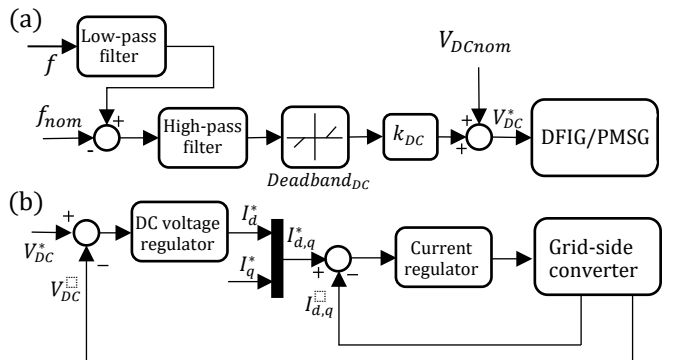 (a)
Low-pass
filter
f
V_DCnom
f_nom
+
-
High-pass
filter
Deadband_DC
k_DC
+
+
V*_DC
DFIG/PMSG
(b)
+
−
V*_DC
V_DC
DC voltage
regulator
I*_d
I*_q
I*_d,q
+
−
I_d,q
Current
regulator
Grid-side
converter